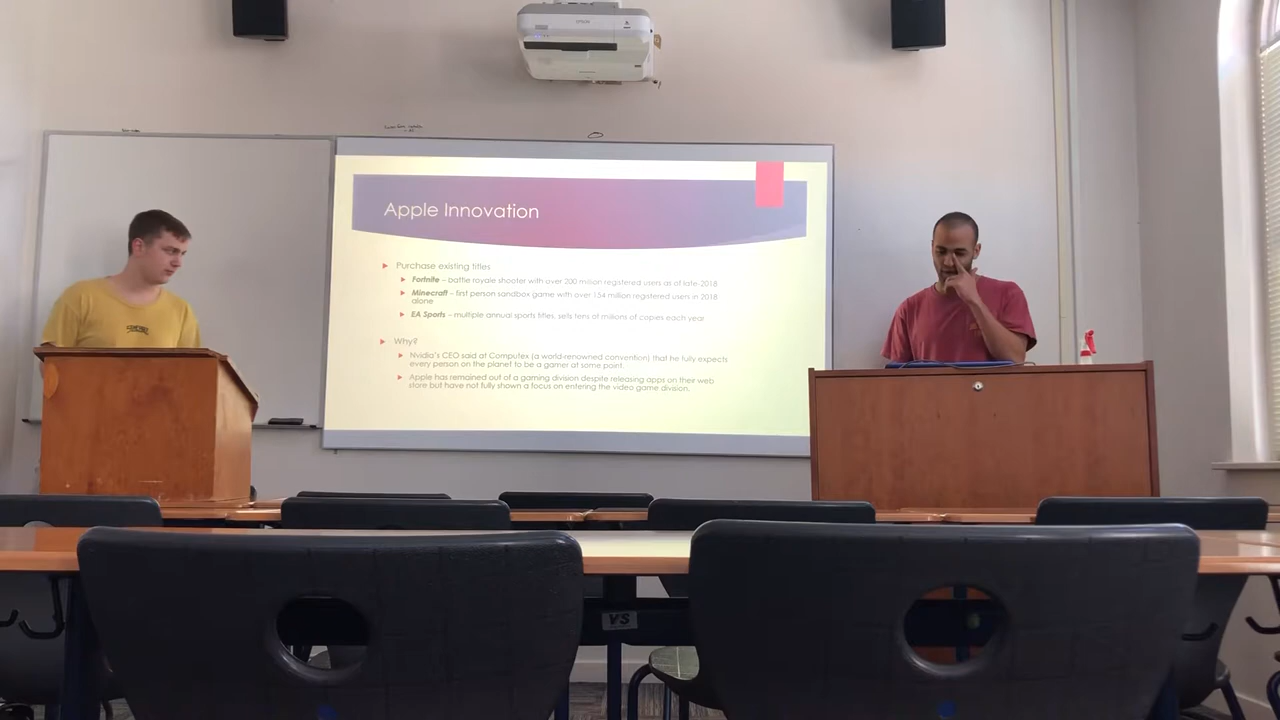 EPSON
Apple Innovation
Purchase existing titles
Fortnite – battle royale shooter with over 200 million registered users as of late-2018
Minecraft – first person sandbox game with over 154 million registered users in 2018
alone
EA Sports – multiple annual sports titles, sells tens of millions of copies each year
Why?
Nvidia's CEO said at Computex (a world-renowned convention) that he fully expects
every person on the planet to be a gamer at some point.
Apple has remained out of a gaming division despite releasing apps on their web
store but have not fully shown a focus on entering the video game division.
VS